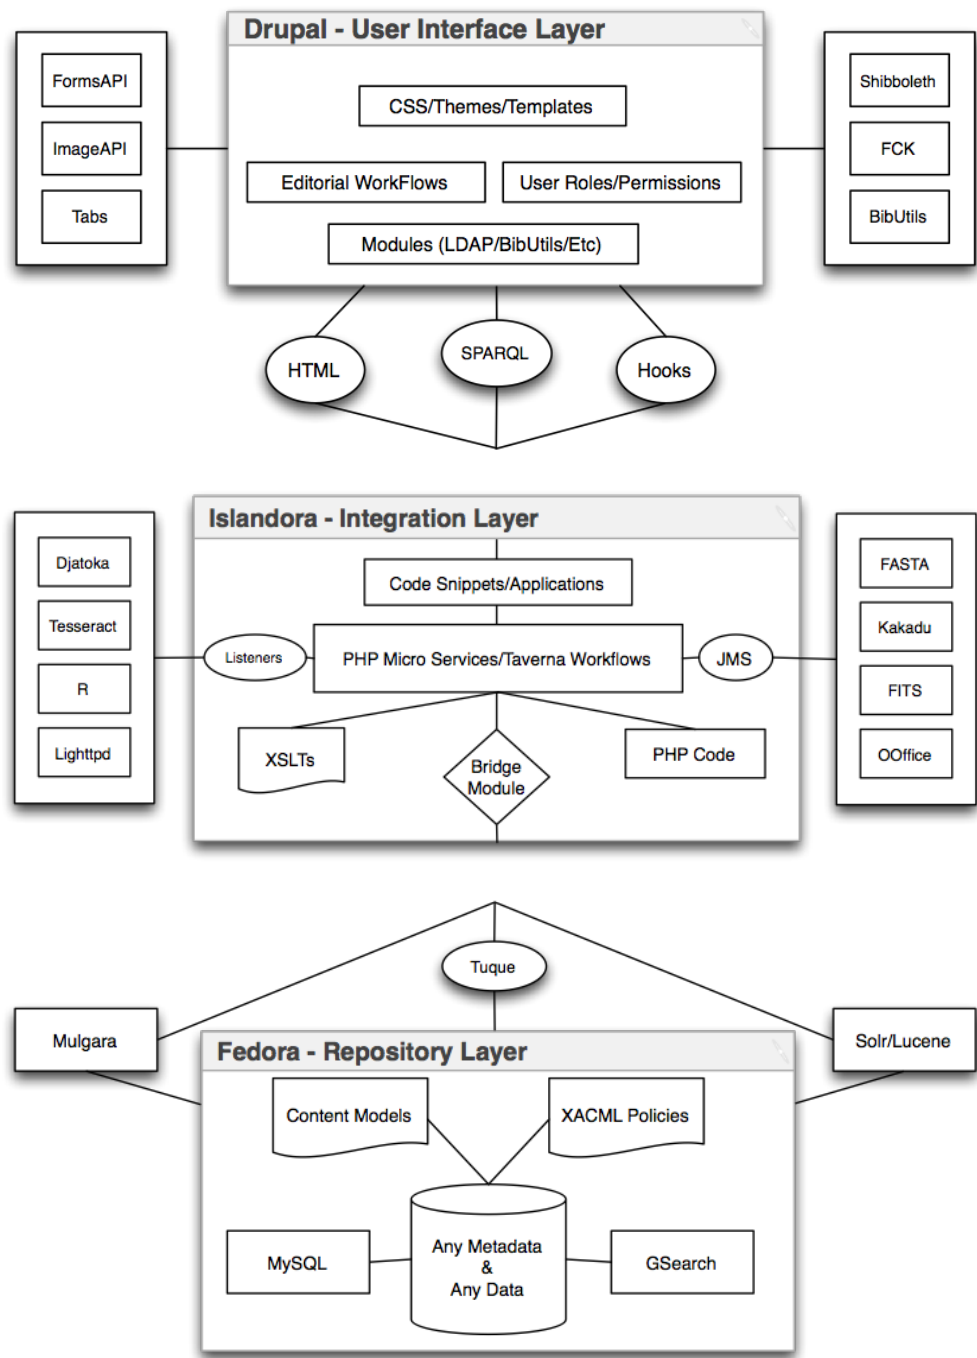 Drupal - User Interface Layer
FormsAPI
ImageAPI
Tabs
CSS/Themes/Templates
Editorial WorkFlows
User Roles/Permissions
Modules (LDAP/BibUtils/Etc)
Shibboleth
FCK
BibUtils
HTML
SPARQL
Hooks
Islandora - Integration Layer
Djatoka
Tesseract
R
Lighttpd
Code Snippets/Applications
Listeners
PHP Micro Services/Taverna Workflows
JMS
XSLTs
Bridge
Module
PHP Code
FASTA
Kakadu
FITS
OOffice
Tuque
Mulgara
Solr/Lucene
Fedora - Repository Layer
Content Models
XACML Policies
MySQL
Any Metadata
&
Any Data
GSearch